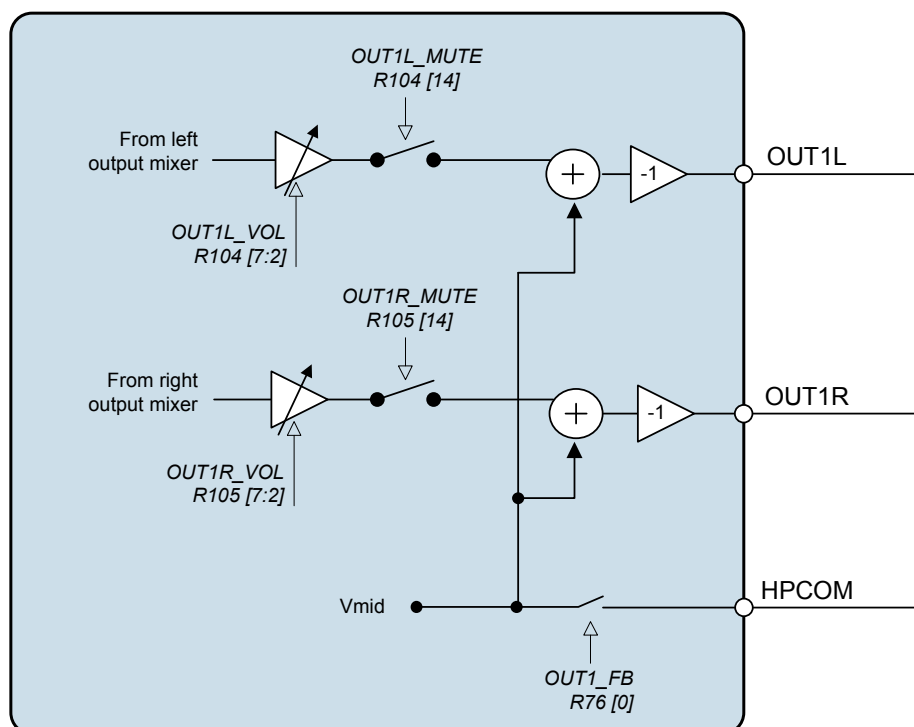 OUT1L_MUTE
R104 [14]
From left
output mixer
+
-1
OUT1L
OUT1L_VOL
R104 [7:2]
OUT1R_MUTE
R105 [14]
From right
output mixer
+
-1
OUT1R
OUT1R_VOL
R105 [7:2]
Vmid
HPCOM
OUT1_FB
R76 [0]